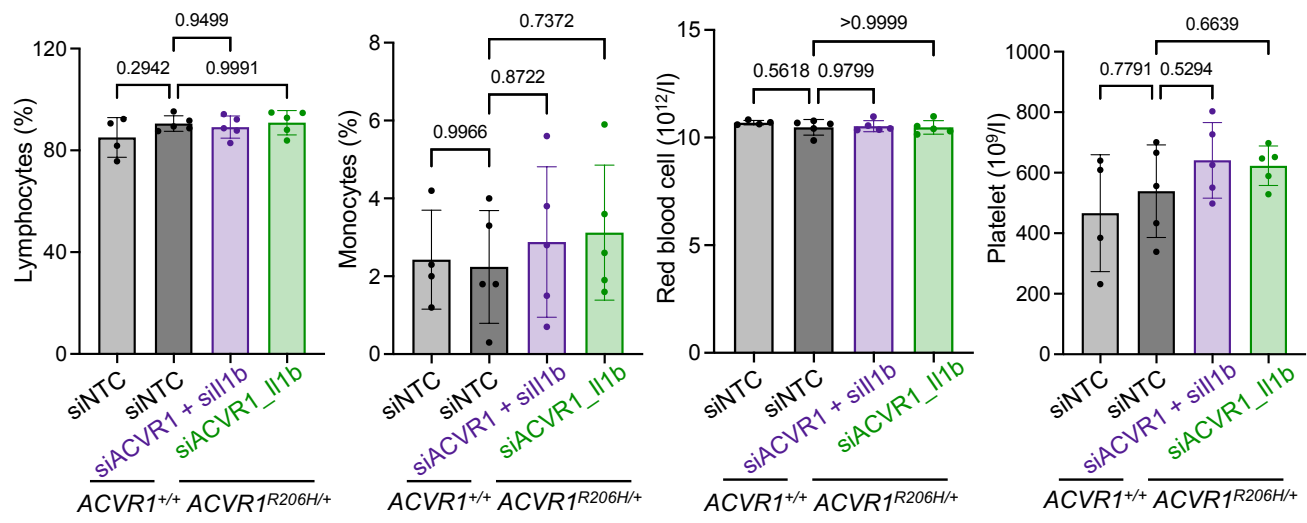 0.9499
0.2942
0.9991
Lymphocytes (%)
120
80
40
0
siNTC
siNTC
siACVR1 + siIl1b
siACVR1_Il1b
ACVR1+/+
ACVR1R206H/+
0.7372
0.8722
0.9966
Monocytes (%)
8
6
4
2
0
siNTC
siNTC
siACVR1 + siIl1b
siACVR1_Il1b
ACVR1+/+
ACVR1R206H/+
>0.9999
0.5618
0.9799
Red blood cell (10^12/l)
15
10
5
0
siNTC
siNTC
siACVR1 + siIl1b
siACVR1_Il1b
ACVR1+/+
ACVR1R206H/+
0.6639
0.7791
0.5294
Platelet (10^9/l)
1000
800
600
400
200
0
siNTC
siNTC
siACVR1 + siIl1b
siACVR1_Il1b
ACVR1+/+
ACVR1R206H/+